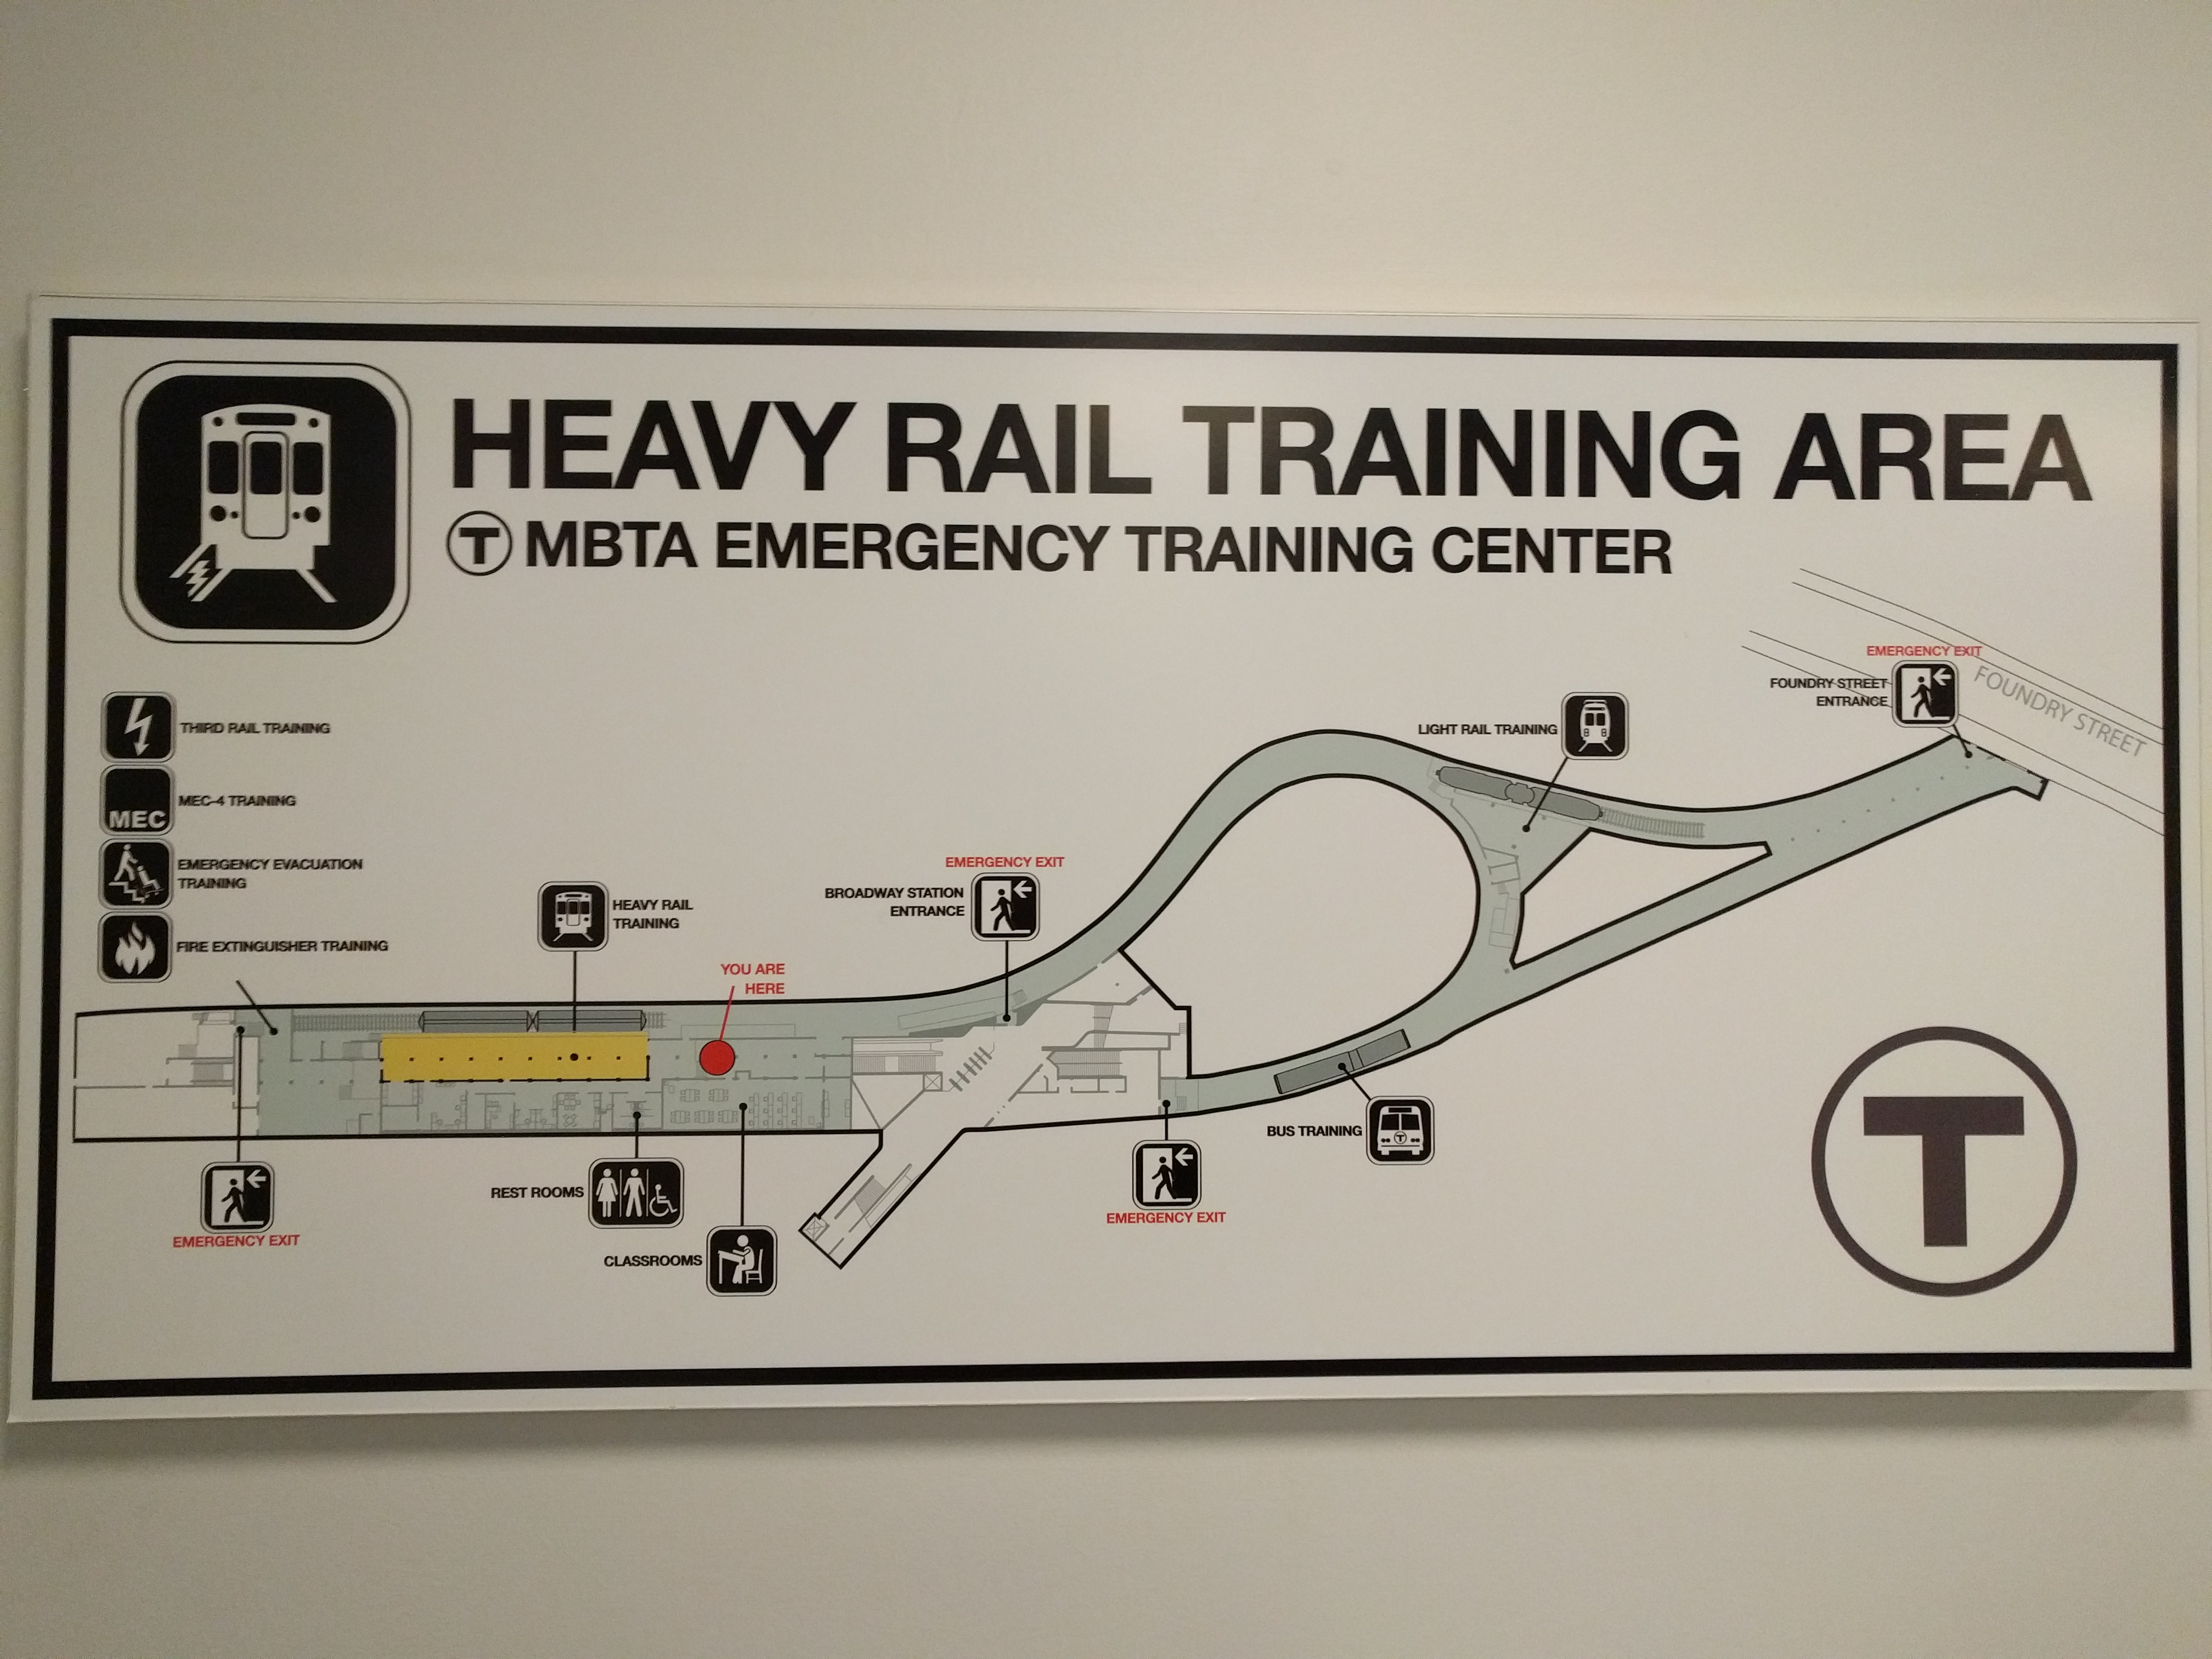 HEAVY RAIL TRAINING AREA
T MBTA EMERGENCY TRAINING CENTER
THIRD RAIL TRAINING
MEC
MEC-4 TRAINING
EMERGENCY EVACUATION
TRAINING
FIRE EXTINGUISHER TRAINING
HEAVY RAIL
TRAINING
YOU ARE
HERE
EMERGENCY EXIT
BROADWAY STATION
ENTRANCE
LIGHT RAIL TRAINING
EMERGENCY EXIT
FOUNDRY STREET
ENTRANCE
FOUNDRY STREET
EMERGENCY EXIT
REST ROOMS
CLASSROOMS
EMERGENCY EXIT
BUS TRAINING
T
T